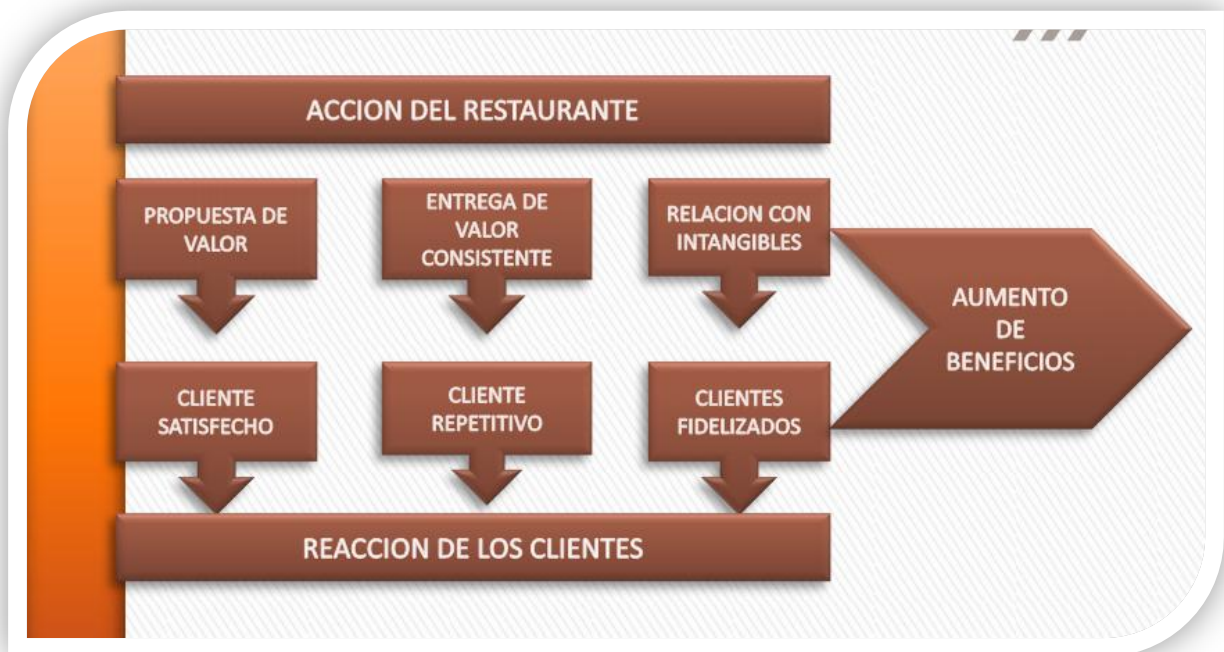 ACCION DEL RESTAURANTE
PROPUESTA DE
VALOR
ENTREGA DE
VALOR
CONSISTENTE
RELACION CON
INTANGIBLES
AUMENTO
DE
BENEFICIOS
CLIENTE
SATISFECHO
CLIENTE
REPETITIVO
CLIENTES
FIDELIZADOS
REACCION DE LOS CLIENTES